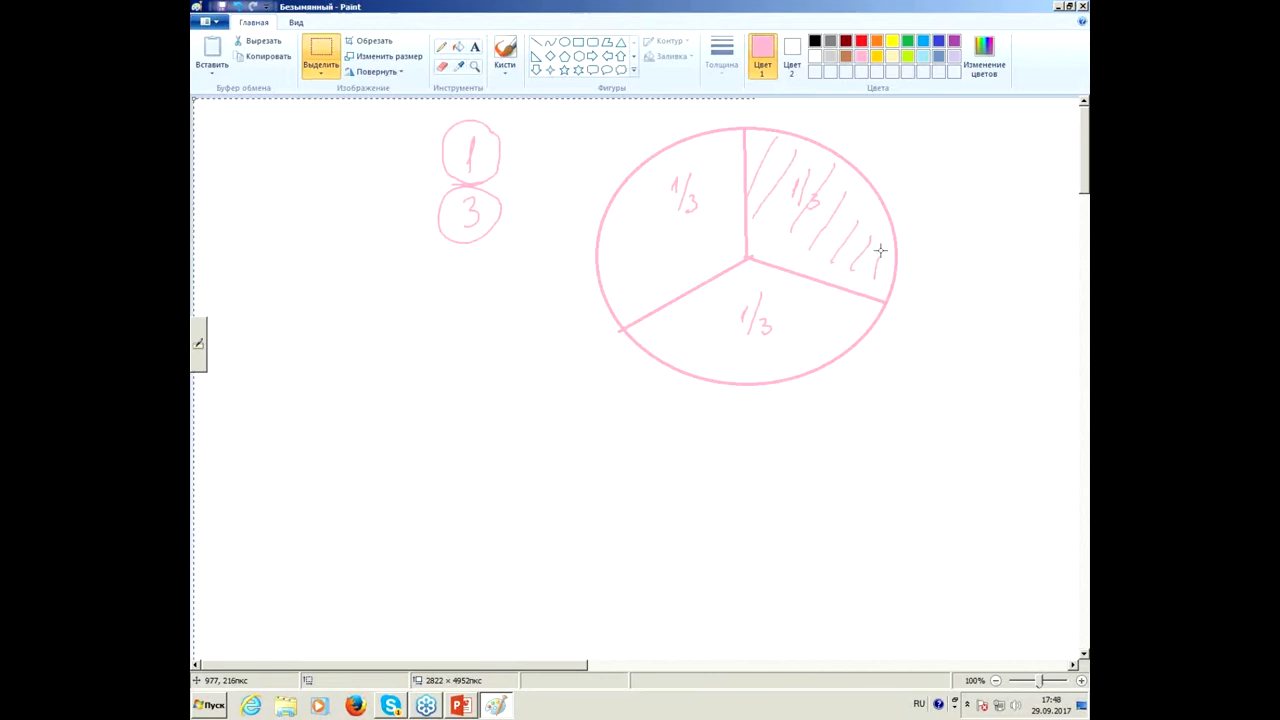 Безымянный - Paint
Главная Вид
Вставить
Вырезать
Копировать
Буфер обмена
Выделить
Обрезать
Изменить размер
Повернуть
Изображение
A
Инструменты
Кисти
Контур
Заливка
Фигуры
Толщина
Цвет 1
Цвет 2
Изменение цветов
Цвета
1
3
1/3
1/3
1/3
977, 216пкс
2822 × 4952пкс
100%
Пуск
RU
17:48
29.09.2017